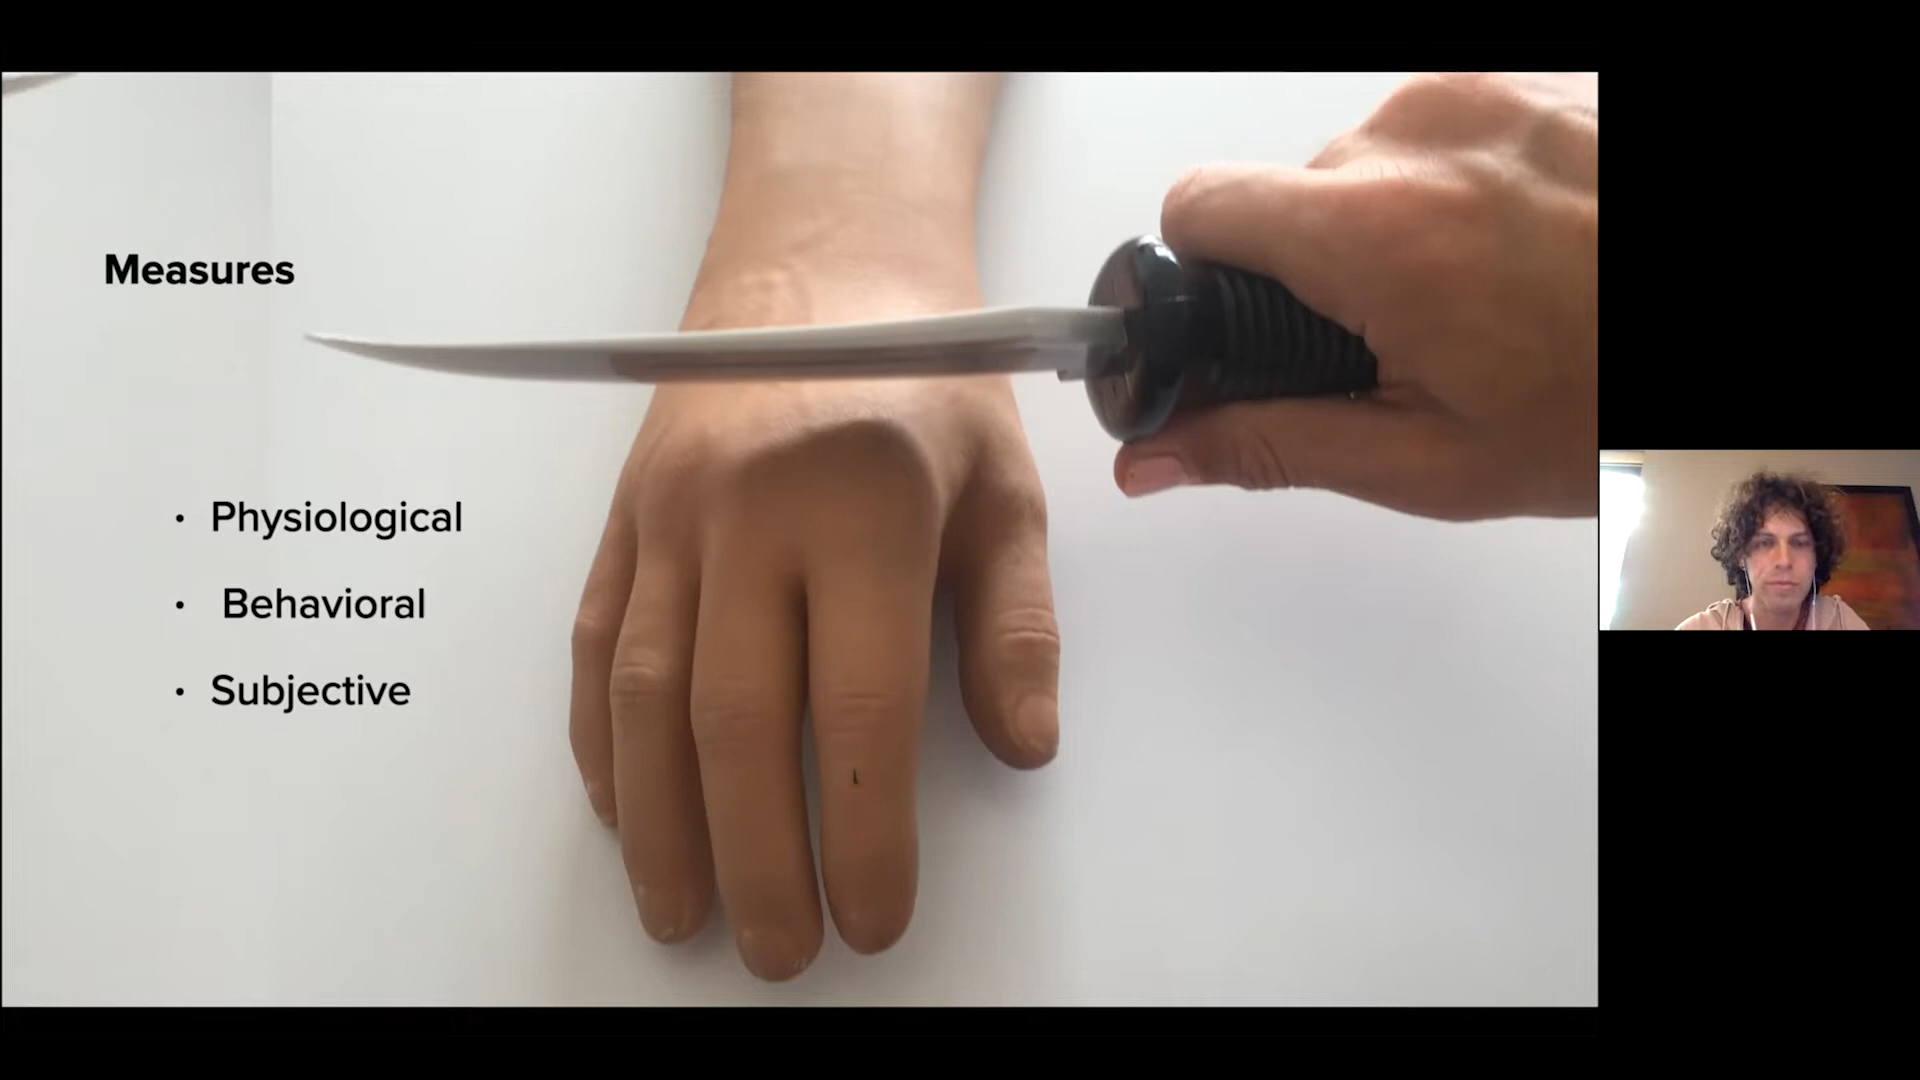 Measures
• Physiological
• Behavioral
• Subjective